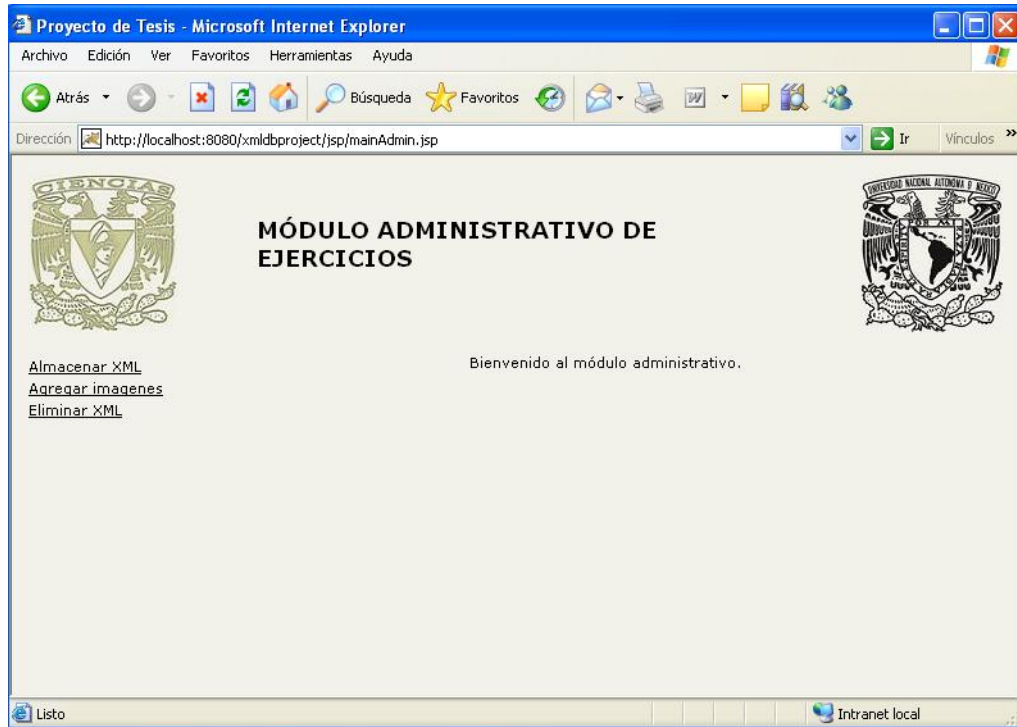 Proyecto de Tesis - Microsoft Internet Explorer
Archivo Edición Ver Favoritos Herramientas Ayuda
Atrás Búsqueda Favoritos
Dirección http://localhost:8080/xmldbproject/jsp/mainAdmin.jsp Ir Vínculos »
CIENCIAS
MÓDULO ADMINISTRATIVO DE
EJERCICIOS
Almacenar XML
Agregar imagenes
Eliminar XML
Bienvenido al módulo administrativo.
Listo Intranet local